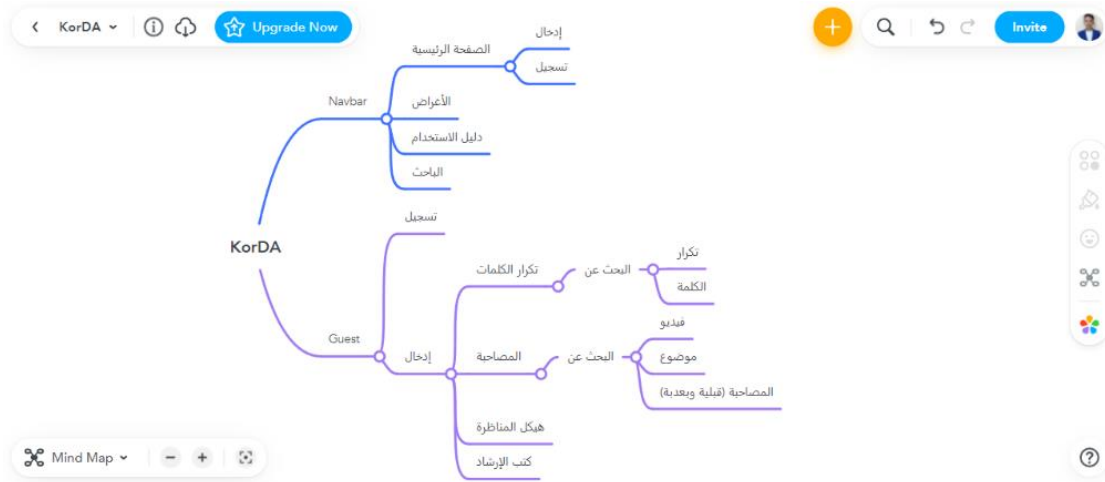 KorDA
Upgrade Now
Invite
إدخال
الصفحة الرئيسية
تسجيل
Navbar
الأعراض
دليل الاستخدام
الباحث
تسجيل
KorDA
تكرار
تكرار الكلمات
البحث عن
الكلمة
Guest
فيديو
إدخال
المصاحبة
البحث عن
موضوع
المصاحبة (قبلية وبعدية)
هيكل المناظرة
كتب الإرشاد
Mind Map